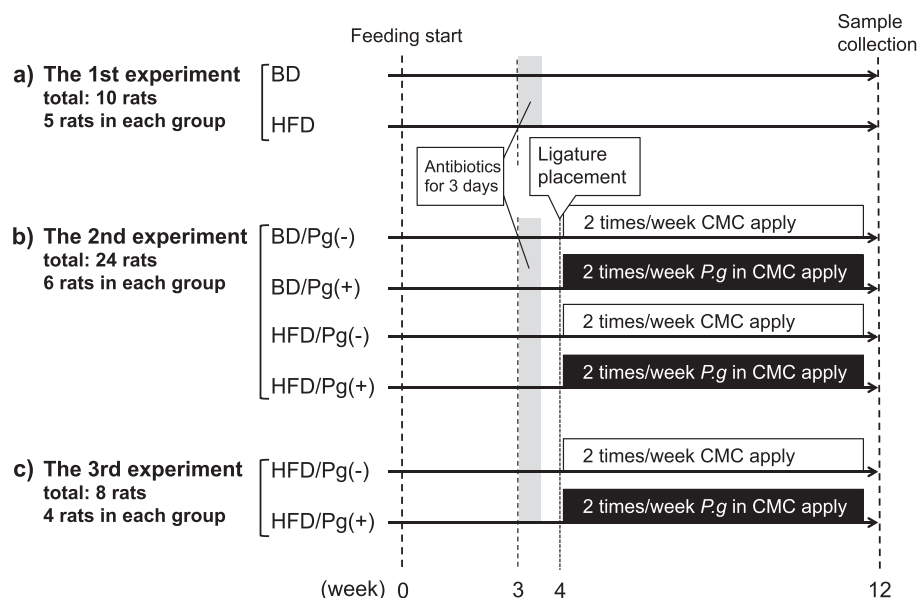 Feeding start
Sample
collection
a) The 1st experiment
total: 10 rats
5 rats in each group
BD
HFD
Antibiotics
for 3 days
Ligature
placement
b) The 2nd experiment
total: 24 rats
6 rats in each group
BD/Pg(-)
2 times/week CMC apply
BD/Pg(+)
2 times/week P.g in CMC apply
HFD/Pg(-)
2 times/week CMC apply
HFD/Pg(+)
2 times/week P.g in CMC apply
c) The 3rd experiment
total: 8 rats
4 rats in each group
HFD/Pg(-)
2 times/week CMC apply
HFD/Pg(+)
2 times/week P.g in CMC apply
(week) 0 3 4 12